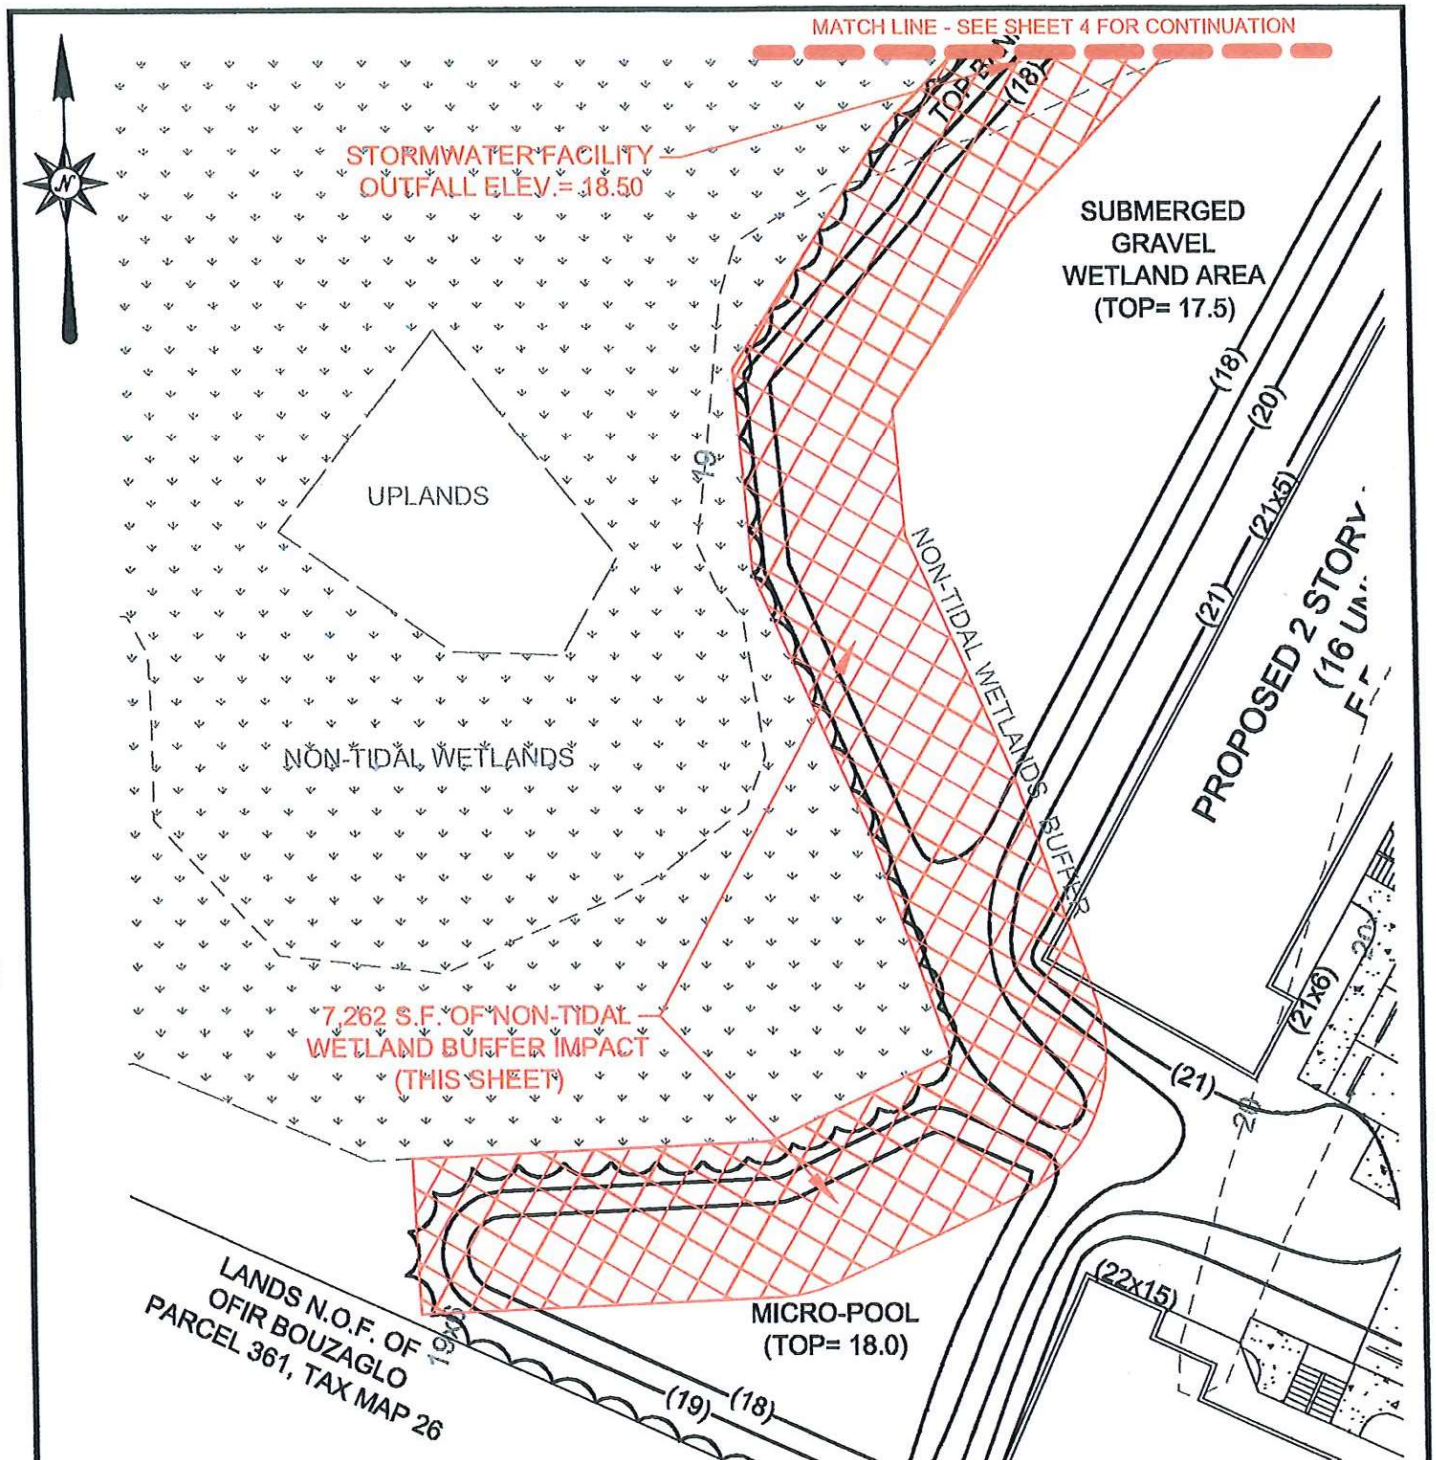 MATCH LINE - SEE SHEET 4 FOR CONTINUATION
(18)
N
STORMWATER FACILITY
OUTFALL ELEV.= 18.50
SUBMERGED
GRAVEL
WETLAND AREA
(TOP= 17.5)
(18)
(20)
19
UPLANDS
(21x5)
(21)
PROPOSED 2 STORY
(16
NON-TIDAL WETLANDS BUFFER
NON-TIDAL WETLANDS
20
(21x6)
7,262 S.F. OF NON-TIDAL
WETLAND BUFFER IMPACT
(THIS SHEET)
(21)
20
LANDS N.O.F. OF
OFIR BOUZAGLO
PARCEL 361, TAX MAP 26
MICRO-POOL
(TOP= 18.0)
(22x15)
(19)
(18)